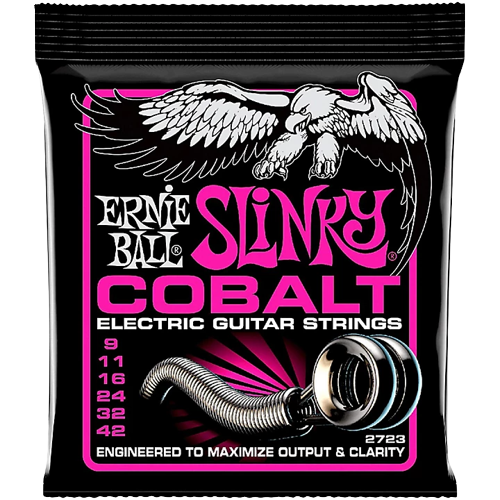 ERNIE BALL®
SLINKY®
COBALT
ELECTRIC GUITAR STRINGS
9
11
16
24
32
42
2723
ENGINEERED TO MAXIMIZE OUTPUT & CLARITY